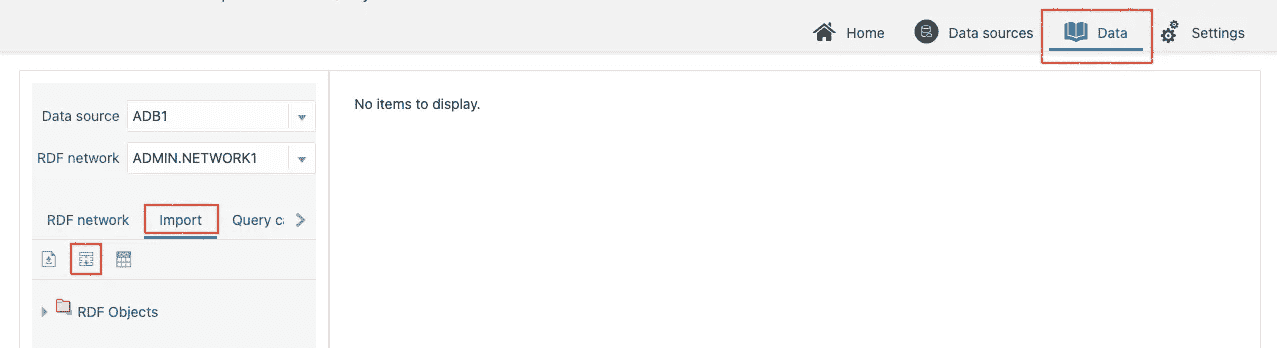 Home Data sources Data Settings
Data source ADB1
No items to display.
RDF network ADMIN.NETWORK1
RDF network Import Query
RDF Objects